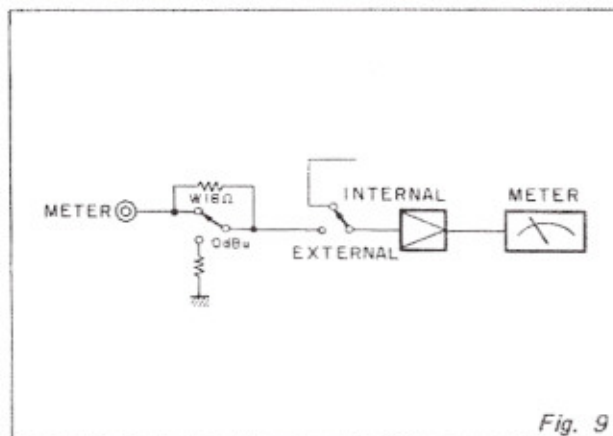 INTERNAL
METER
W18Ω
METER
0dBu
EXTERNAL
Fig. 9